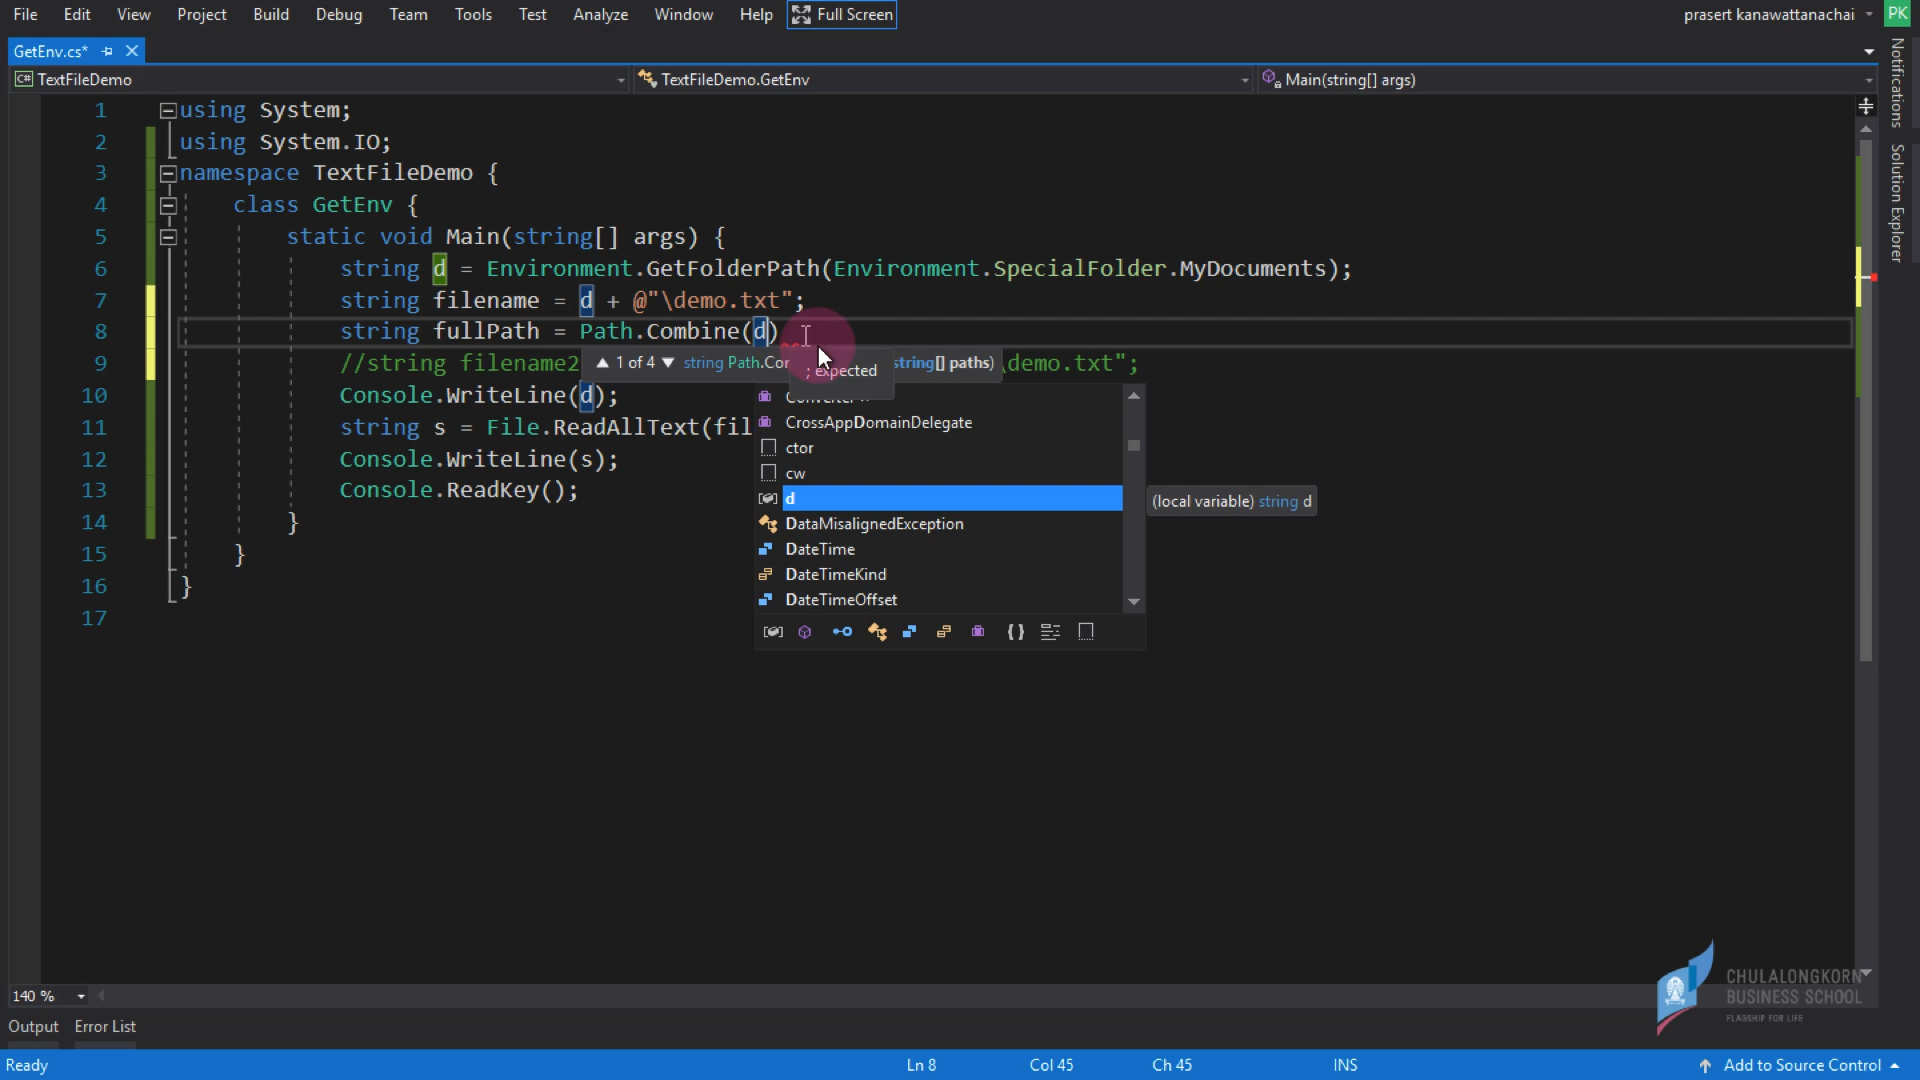 File Edit View Project Build Debug Team Tools Test Analyze Window Help Full Screen prasert kanawattanachai PK
GetEnv.cs*
C# TextFileDemo TextFileDemo.GetEnv Main(string[] args)
Notifications
Solution Explorer
1 using System;
2 using System.IO;
3 namespace TextFileDemo {
4 class GetEnv {
5 static void Main(string[] args) {
6 string d = Environment.GetFolderPath(Environment.SpecialFolder.MyDocuments);
7 string filename = d + @"\demo.txt";
8 string fullPath = Path.Combine(d)
9 //string filename2 \demo.txt";
1 of 4 string Path.Cor string[] paths)
; expected
10 Console.WriteLine(d);
11 string s = File.ReadAllText(fil
12 Console.WriteLine(s);
13 Console.ReadKey();
14 }
15 }
16 }
17
CrossAppDomainDelegate
ctor
cw
d
(local variable) string d
DataMisalignedException
DateTime
DateTimeKind
DateTimeOffset
140 %
CHULALONGKORN
BUSINESS SCHOOL
FLAGSHIP FOR LIFE
Output Error List
Ready Ln 8 Col 45 Ch 45 INS Add to Source Control